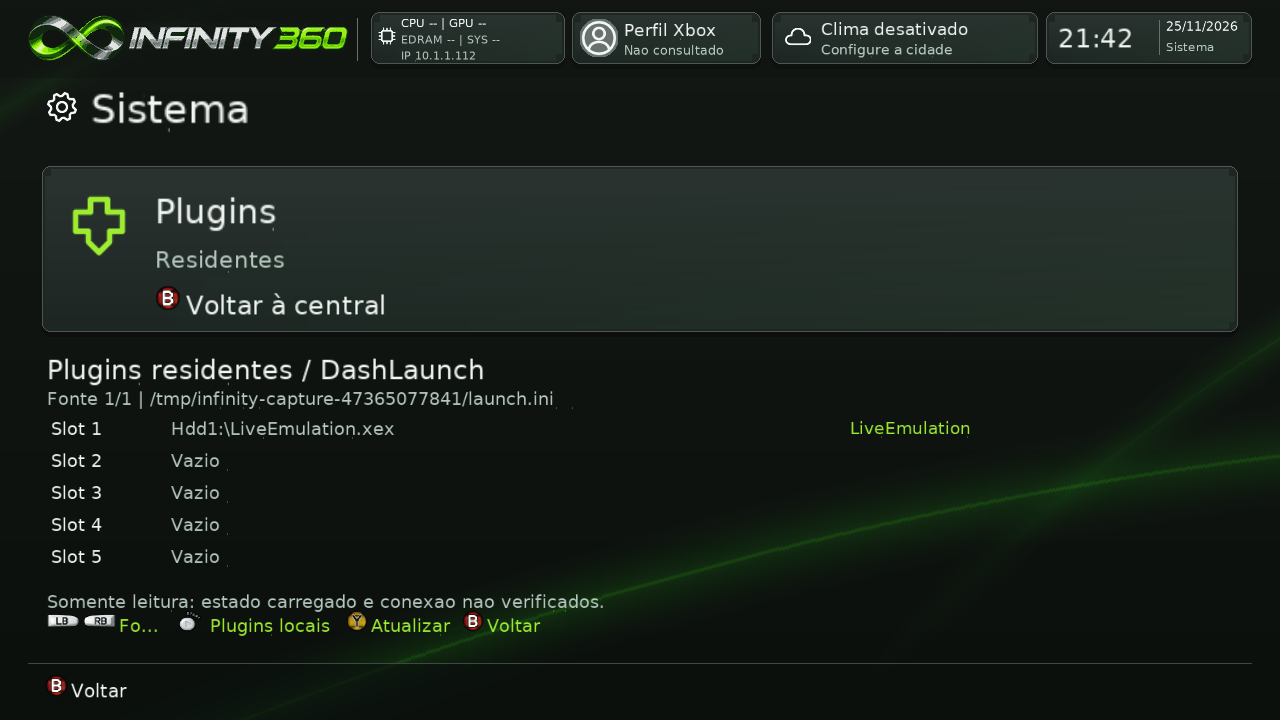 INFINITY 360
CPU -- | GPU --
EDRAM -- | SYS --
IP 10.1.1.112
Perfil Xbox
Nao consultado
Clima desativado
Configure a cidade
21:42
25/11/2026
Sistema
Sistema
Plugins
Residentes
B Voltar à central
Plugins residentes / DashLaunch
Fonte 1/1 | /tmp/infinity-capture-47365077841/launch.ini
Slot 1 Hdd1:\LiveEmulation.xex LiveEmulation
Slot 2 Vazio
Slot 3 Vazio
Slot 4 Vazio
Slot 5 Vazio
Somente leitura: estado carregado e conexao nao verificados.
LB RB Fo... Plugins locais Y Atualizar B Voltar
B Voltar